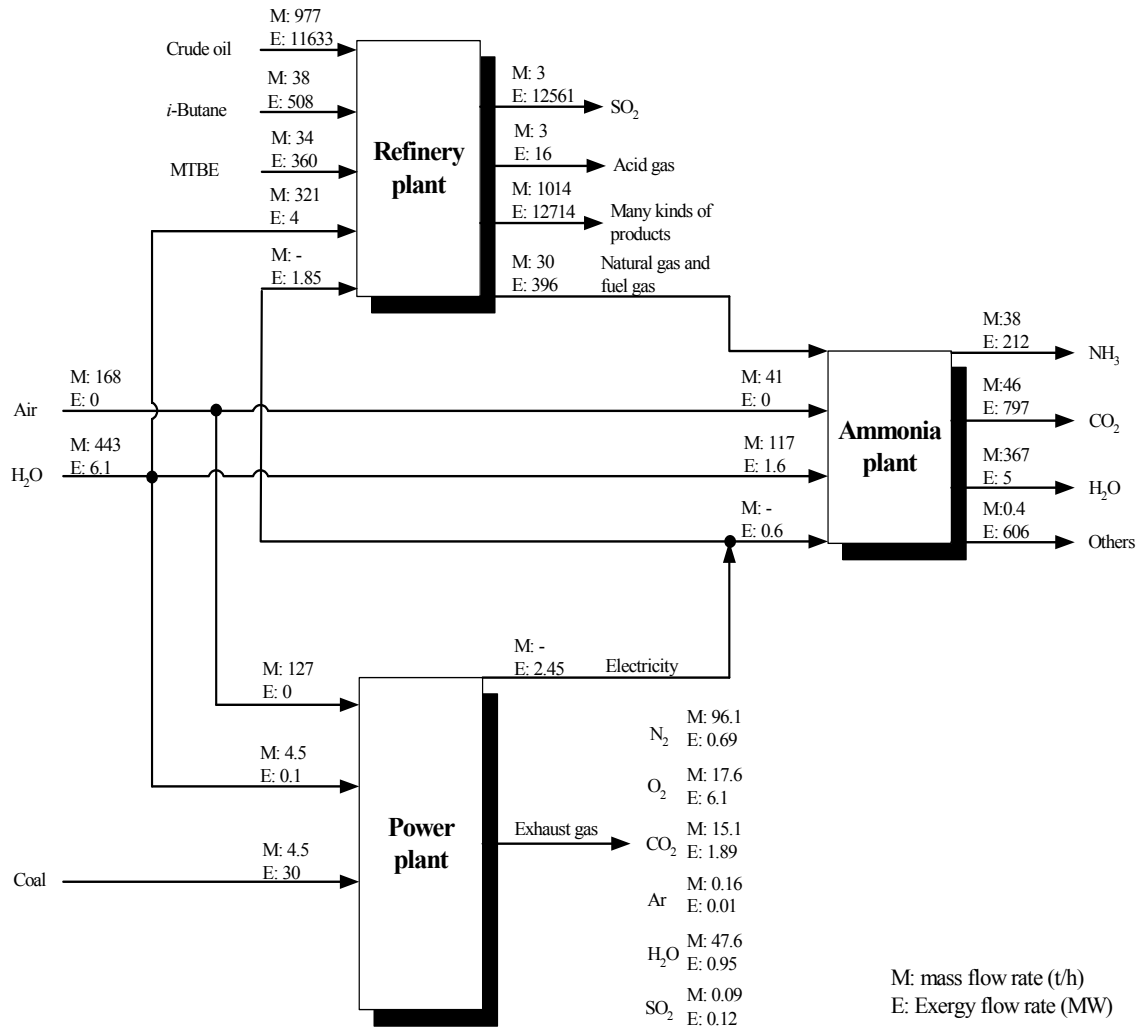 M: 977
E: 11633
Crude oil
M: 38
E: 508
i-Butane
M: 34
E: 360
MTBE
M: 321
E: 4
M: -
E: 1.85
Refinery
plant
M: 3
E: 12561
SO₂
M: 3
E: 16
Acid gas
M: 1014
E: 12714
Many kinds of
products
M: 30
E: 396
Natural gas and
fuel gas
M: 168
E: 0
Air
M: 443
E: 6.1
H₂O
M: 41
E: 0
M: 117
E: 1.6
M: -
E: 0.6
Ammonia
plant
M:38
E: 212
NH₃
M:46
E: 797
CO₂
M:367
E: 5
H₂O
M:0.4
E: 606
Others
M: 127
E: 0
M: 4.5
E: 0.1
M: 4.5
E: 30
Coal
Power
plant
M: -
E: 2.45
Electricity
Exhaust gas
N₂
M: 96.1
E: 0.69
O₂
M: 17.6
E: 6.1
CO₂
M: 15.1
E: 1.89
Ar
M: 0.16
E: 0.01
H₂O
M: 47.6
E: 0.95
SO₂
M: 0.09
E: 0.12
M: mass flow rate (t/h)
E: Exergy flow rate (MW)